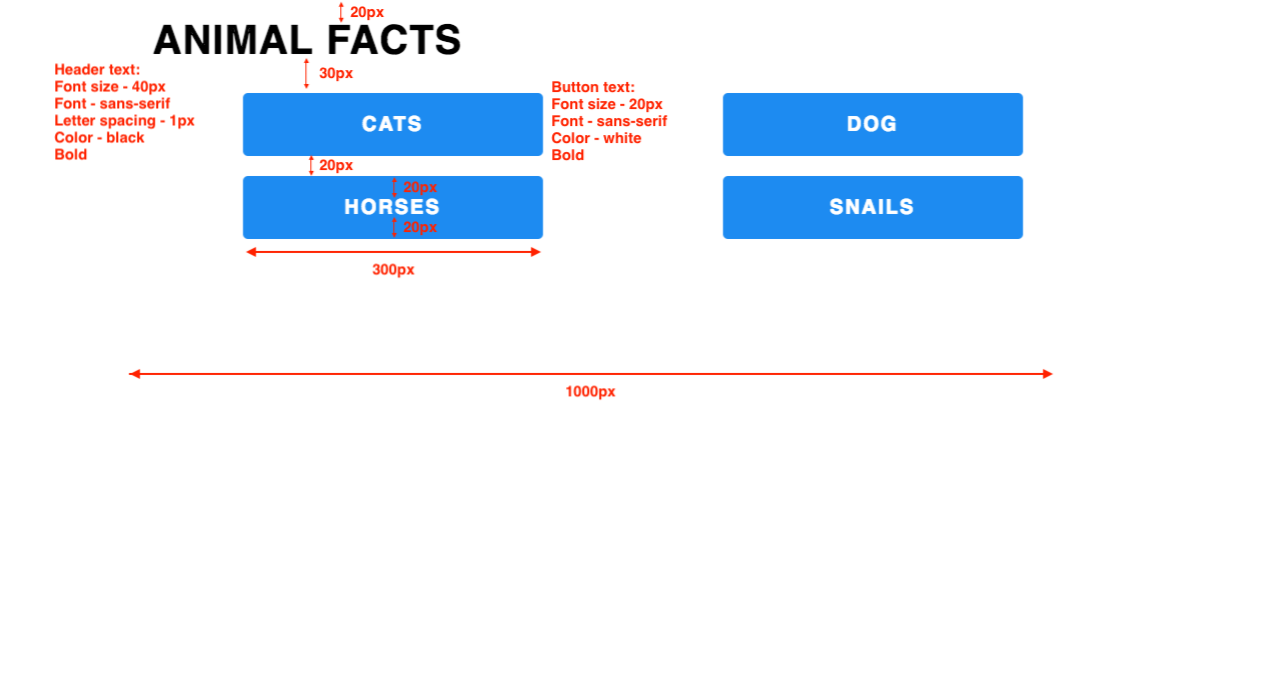 20px
ANIMAL FACTS
Header text:
Font size - 40px
Font - sans-serif
Letter spacing - 1px
Color - black
Bold
30px
CATS
Button text:
Font size - 20px
Font - sans-serif
Color - white
Bold
DOG
20px
20px
HORSES
20px
SNAILS
300px
1000px